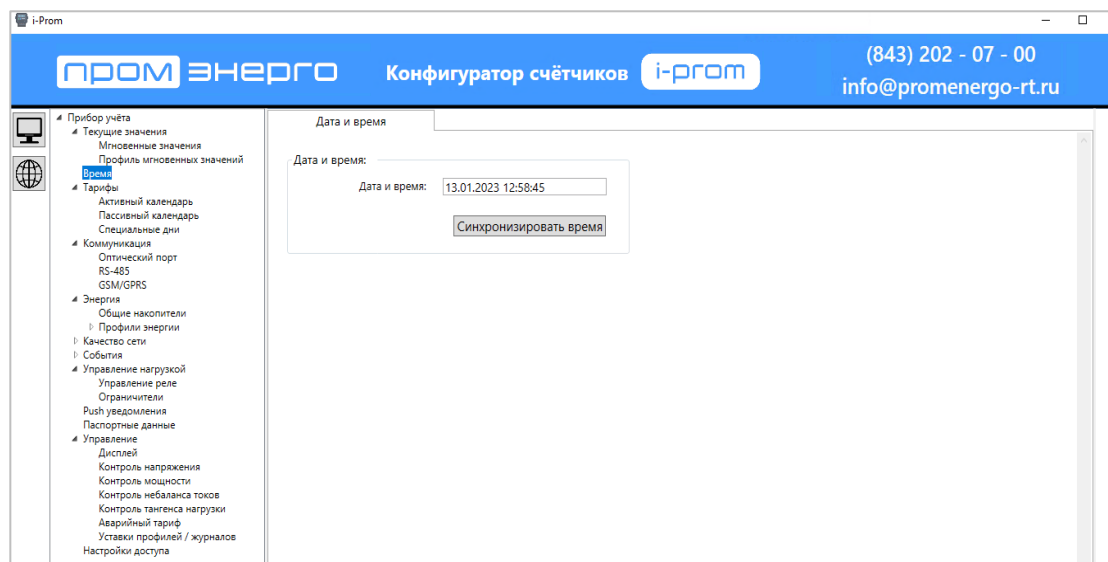 i-Prom
пром энерго
Конфигуратор счётчиков i-prom
(843) 202 - 07 - 00
info@promenergo-rt.ru
Прибор учёта
Текущие значения
Мгновенные значения
Профиль мгновенных значений
Время
Тарифы
Активный календарь
Пассивный календарь
Специальные дни
Коммуникация
Оптический порт
RS-485
GSM/GPRS
Энергия
Общие накопители
Профили энергии
Качество сети
События
Управление нагрузкой
Управление реле
Ограничители
Push уведомления
Паспортные данные
Управление
Дисплей
Контроль напряжения
Контроль мощности
Контроль небаланса токов
Контроль тангенса нагрузки
Аварийный тариф
Уставки профилей / журналов
Настройки доступа
Дата и время
Дата и время:
Дата и время: 13.01.2023 12:58:45
Синхронизировать время